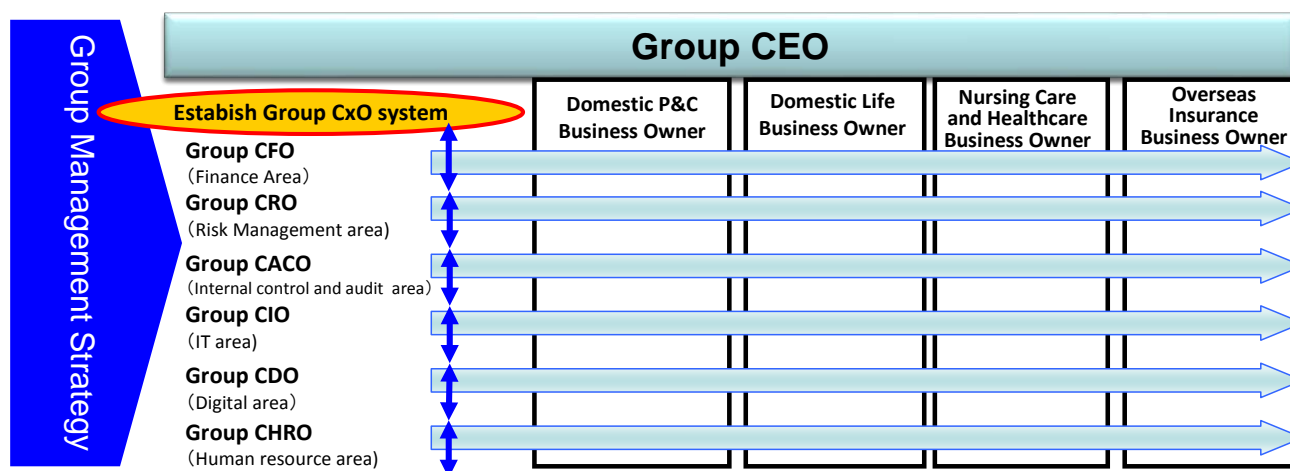 Group Management Strategy
Group CEO
Estabish Group CxO system
Domestic P&C
Business Owner
Domestic Life
Business Owner
Nursing Care
and Healthcare
Business Owner
Overseas
Insurance
Business Owner
Group CFO
（Finance Area）
Group CRO
（Risk Management area）
Group CACO
（Internal control and audit area）
Group CIO
（IT area）
Group CDO
（Digital area）
Group CHRO
（Human resource area）